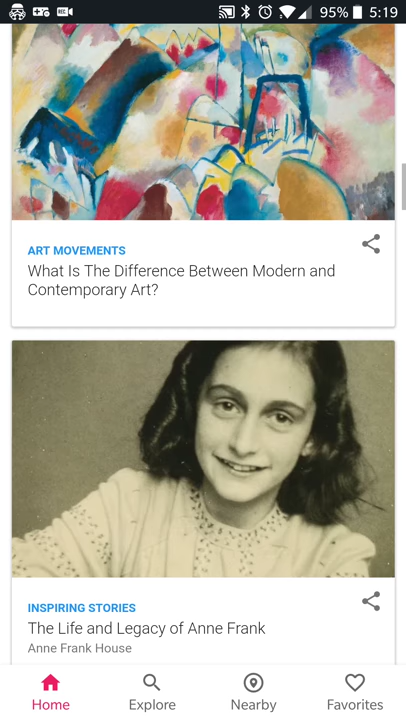 REC
95%
5:19
ART MOVEMENTS
What Is The Difference Between Modern and
Contemporary Art?
INSPIRING STORIES
The Life and Legacy of Anne Frank
Anne Frank House
Home
Explore
Nearby
Favorites